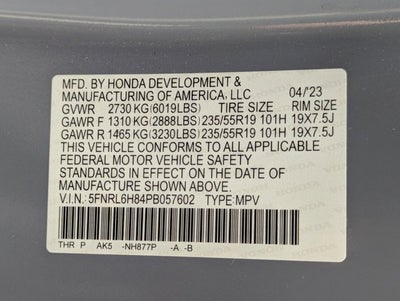 MFD. BY HONDA DEVELOPMENT &
MANUFACTURING OF AMERICA, LLC 04/'23
GVWR 2730 KG(6019LBS) TIRE SIZE RIM SIZE
GAWR F 1310 KG(2888LBS) 235/55R19 101H 19X7.5J
GAWR R 1465 KG(3230LBS) 235/55R19 101H 19X7.5J
THIS VEHICLE CONFORMS TO ALL APPLICABLE
FEDERAL MOTOR VEHICLE SAFETY
STANDARDS IN EFFECT ON THE DATE OF
MANUFACTURE SHOWN ABOVE.
V.I.N.: 5FNRL6H84PB057602 TYPE: MPV
THR P AK5 -NH877P -A -B